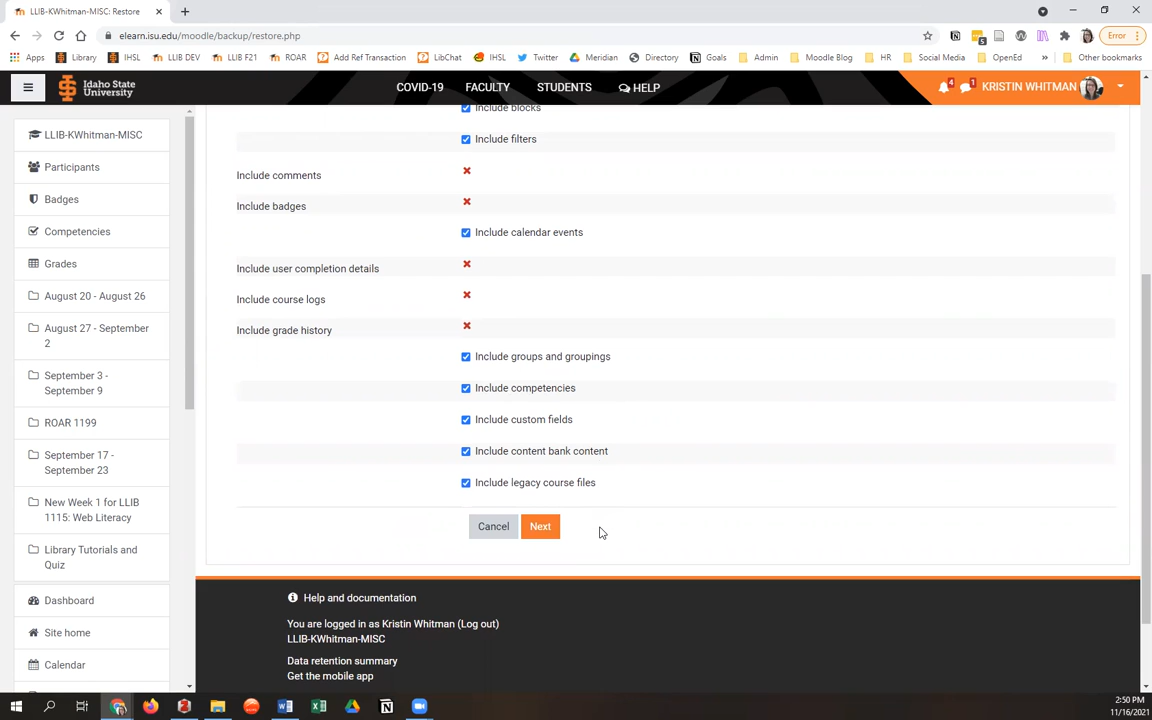 LLIB-KWhitman-MISC: Restore
elearn.isu.edu/moodle/backup/restore.php
Error
Apps
Library
IHSL
LLIB DEV
LLIB F21
ROAR
Add Ref Transaction
LibChat
IHSL
Twitter
Meridian
Directory
Goals
Admin
Moodle Blog
HR
Social Media
OpenEd
»
Other bookmarks
Idaho State
University
COVID-19
FACULTY
STUDENTS
HELP
4
1
KRISTIN WHITMAN
LLIB-KWhitman-MISC
Participants
Badges
Competencies
Grades
August 20 - August 26
August 27 - September
2
September 3 -
September 9
ROAR 1199
September 17 -
September 23
New Week 1 for LLIB
1115: Web Literacy
Library Tutorials and
Quiz
Dashboard
Site home
Calendar
Include blocks
Include filters
Include comments
Include badges
Include calendar events
Include user completion details
Include course logs
Include grade history
Include groups and groupings
Include competencies
Include custom fields
Include content bank content
Include legacy course files
Cancel
Next
Help and documentation
You are logged in as Kristin Whitman (Log out)
LLIB-KWhitman-MISC
Data retention summary
Get the mobile app
2:50 PM
11/16/2021